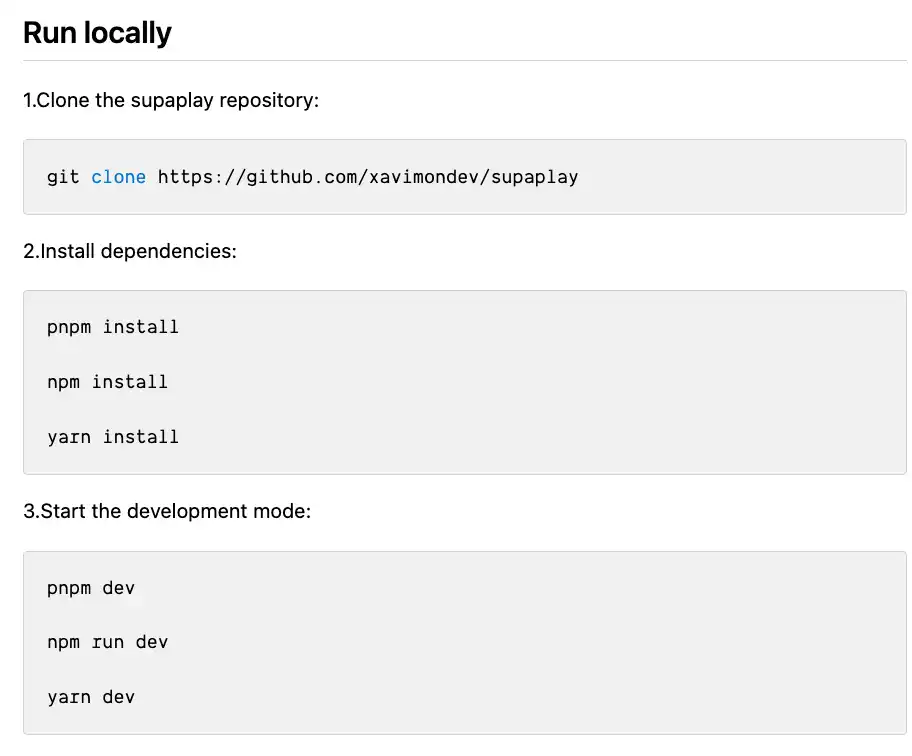 Run locally
1.Clone the supaplay repository:
git clone https://github.com/xavimondev/supaplay
2.Install dependencies:
pnpm install
npm install
yarn install
3.Start the development mode:
pnpm dev
npm run dev
yarn dev